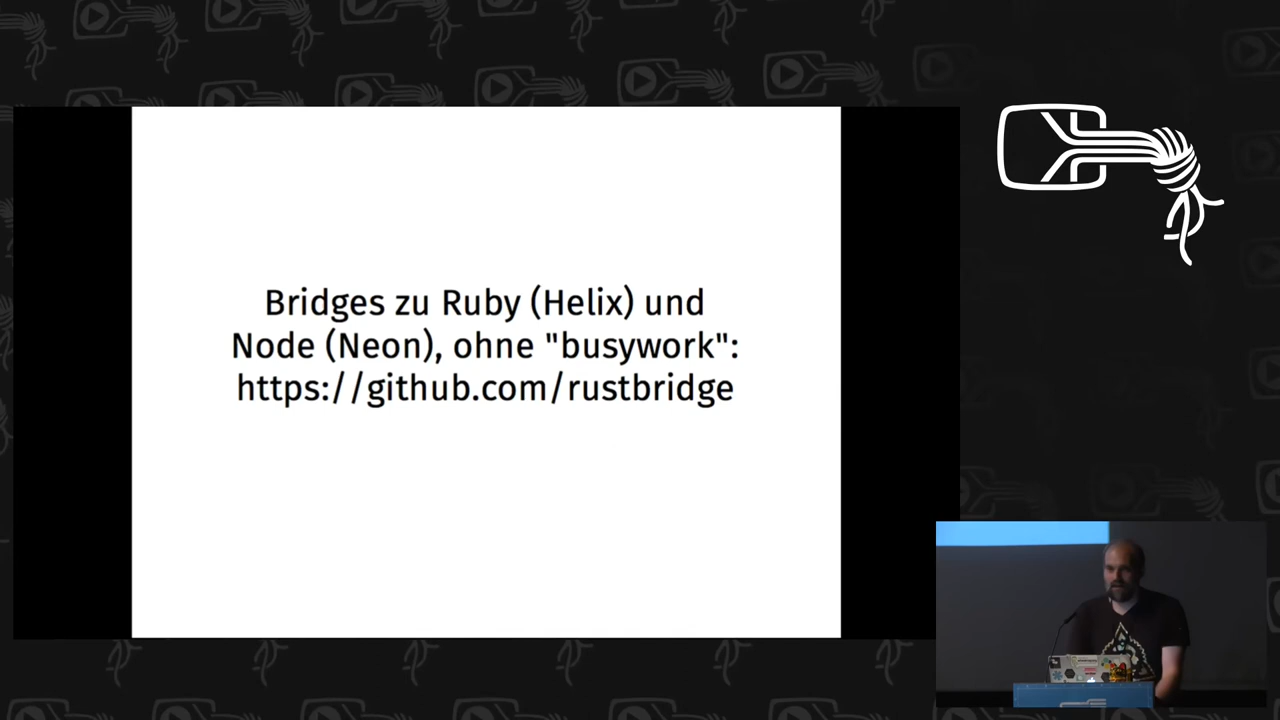 Bridges zu Ruby (Helix) und
Node (Neon), ohne "busywork":
https://github.com/rustbridge